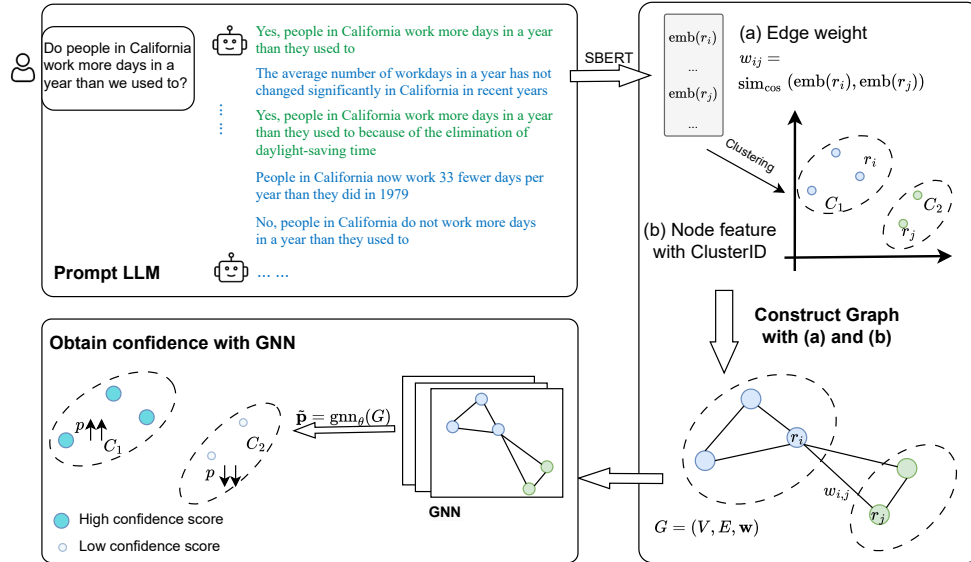 Do people in California
work more days in a
year than we used to?
Yes, people in California work more days in a year
than they used to
The average number of workdays in a year has not
changed significantly in California in recent years
Yes, people in California work more days in a year
than they used to because of the elimination of
daylight-saving time
People in California now work 33 fewer days per
year than they did in 1979
No, people in California do not work more days
in a year than they used to
... ...
Prompt LLM
SBERT
emb(r_i)
...
emb(r_j)
...
(a) Edge weight
w_{ij} =
sim_{cos} (emb(r_i), emb(r_j))
Clustering
r_i
C_1
C_2
r_j
(b) Node feature
with ClusterID
Construct Graph
with (a) and (b)
r_i
w_{i,j}
r_j
G = (V, E, w)
Obtain confidence with GNN
p
C_1
C_2
p
p̃ = gnn_θ(G)
GNN
High confidence score
Low confidence score